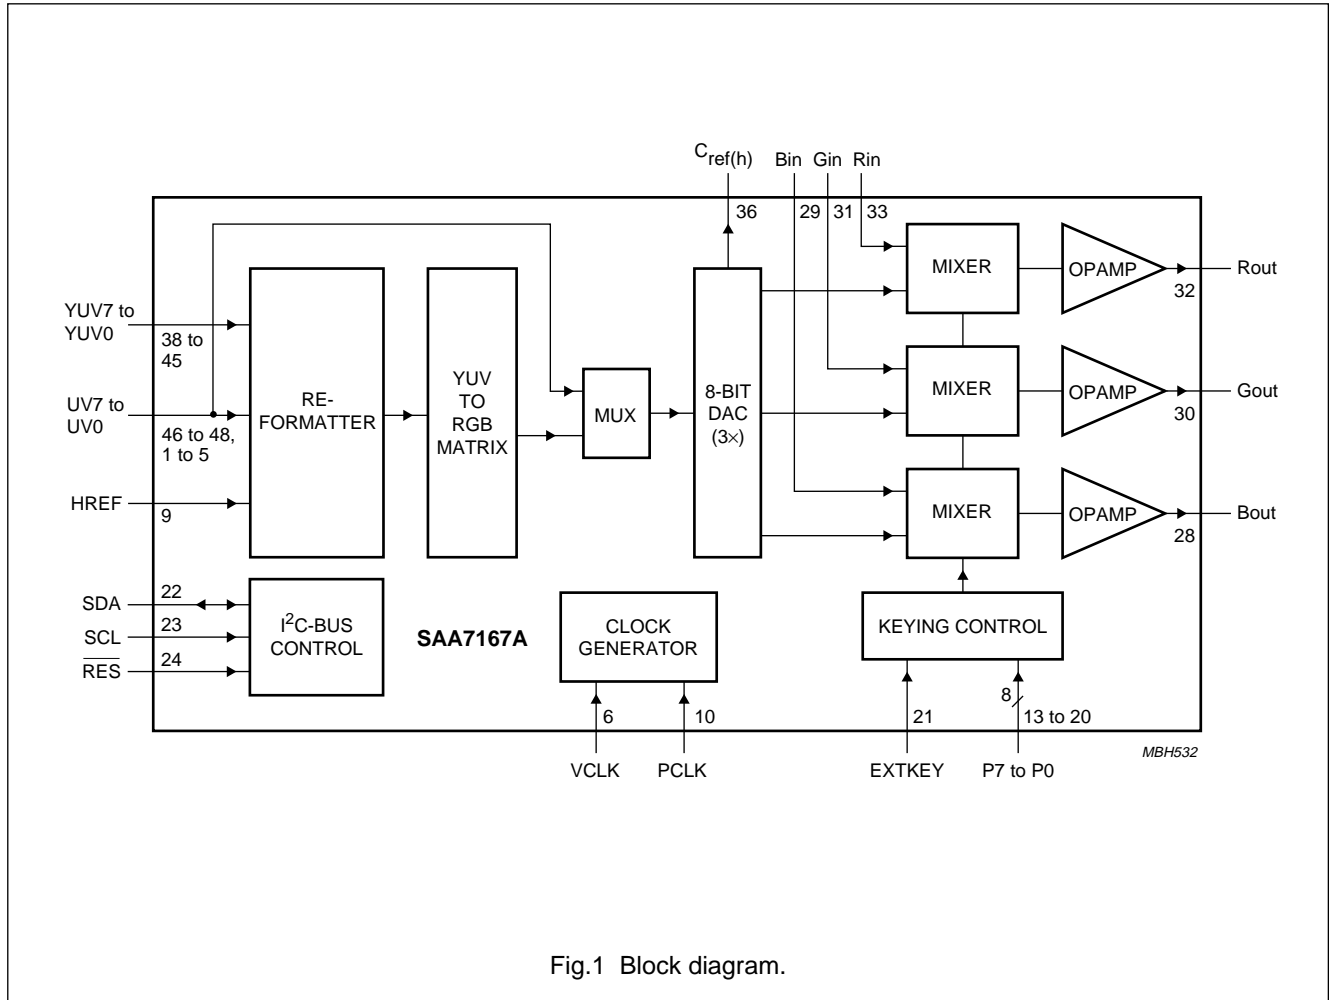 C_ref(h) Bin Gin Rin
36 29 31 33
YUV7 to
YUV0
38 to
45
UV7 to
UV0
46 to 48,
1 to 5
HREF
9
RE-
FORMATTER
YUV
TO
RGB
MATRIX
MUX
8-BIT
DAC
(3×)
MIXER
OPAMP
Rout
32
MIXER
OPAMP
Gout
30
MIXER
OPAMP
Bout
28
SDA
22
SCL
23
RES
24
I²C-BUS
CONTROL
SAA7167A
CLOCK
GENERATOR
KEYING CONTROL
6 10
21
8
13 to 20
VCLK PCLK
EXTKEY P7 to P0
MBH532
Fig.1 Block diagram.